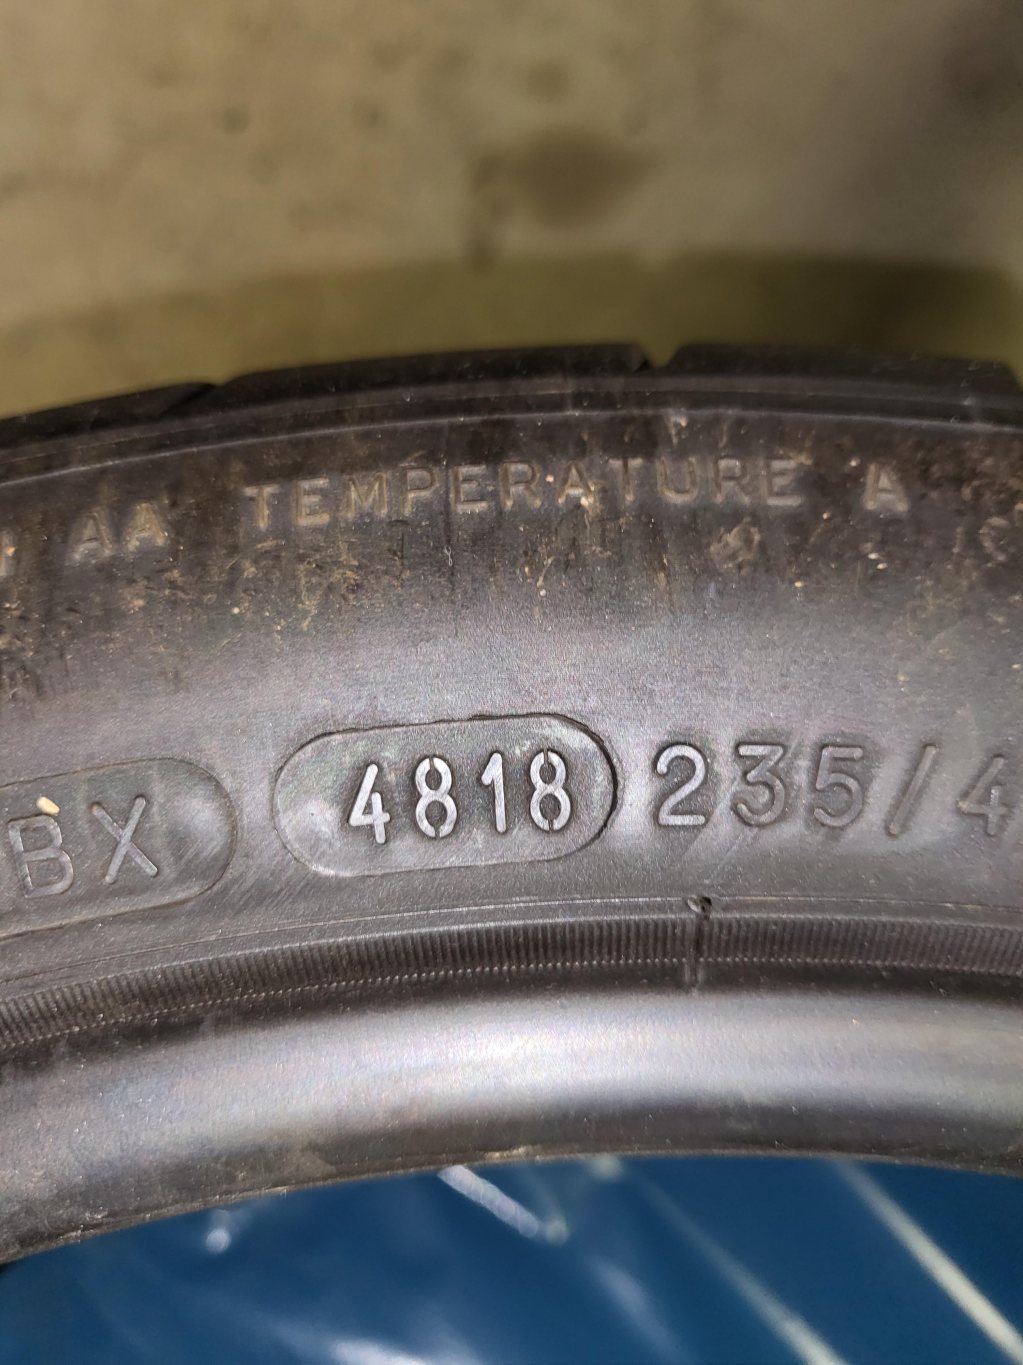 AA TEMPERATURE A
BX 4818 235/4